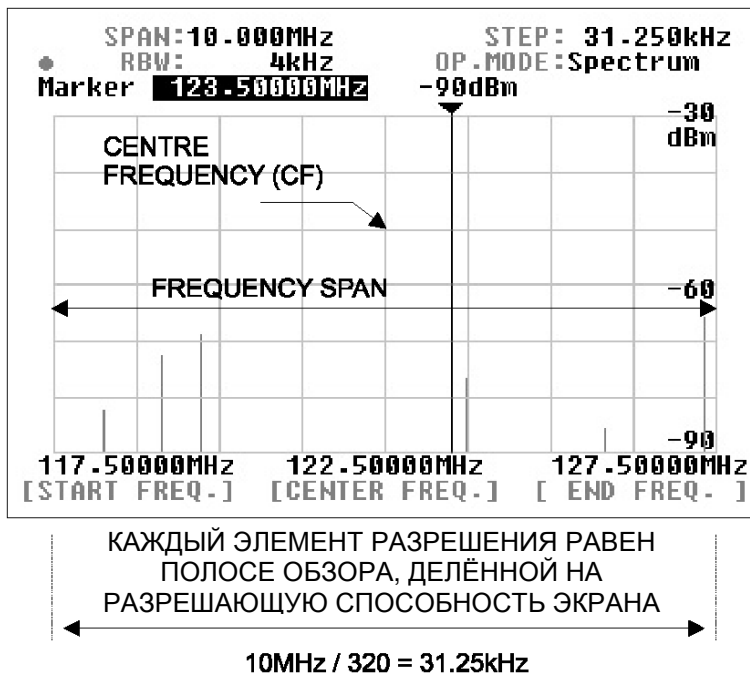 SPAN:10.000MHz STEP: 31.250kHz
RBW: 4kHz OP.MODE:Spectrum
Marker 123.50000MHz -90dBm
-30
dBm
CENTRE
FREQUENCY (CF)
FREQUENCY SPAN
-60
-90
117.50000MHz 122.50000MHz 127.50000MHz
[START FREQ.] [CENTER FREQ.] [ END FREQ. ]
КАЖДЫЙ ЭЛЕМЕНТ РАЗРЕШЕНИЯ РАВЕН
ПОЛОСЕ ОБЗОРА, ДЕЛЁННОЙ НА
РАЗРЕШАЮЩУЮ СПОСОБНОСТЬ ЭКРАНА
10MHz / 320 = 31.25kHz